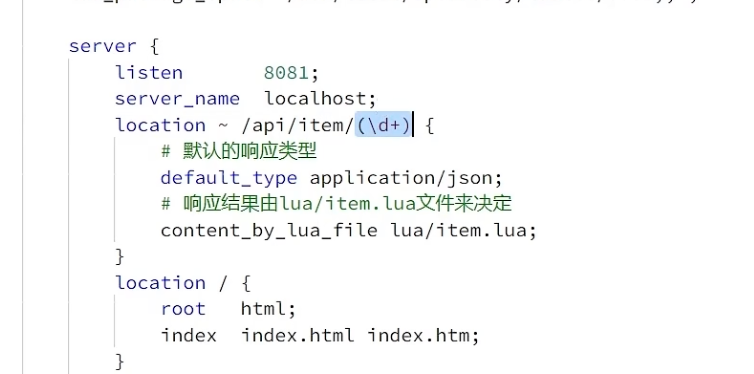 server {
listen       8081;
server_name  localhost;
location ~ /api/item/(\d+) {
# 默认的响应类型
default_type application/json;
# 响应结果由lua/item.lua文件来决定
content_by_lua_file lua/item.lua;
}
location / {
root   html;
index  index.html index.htm;
}